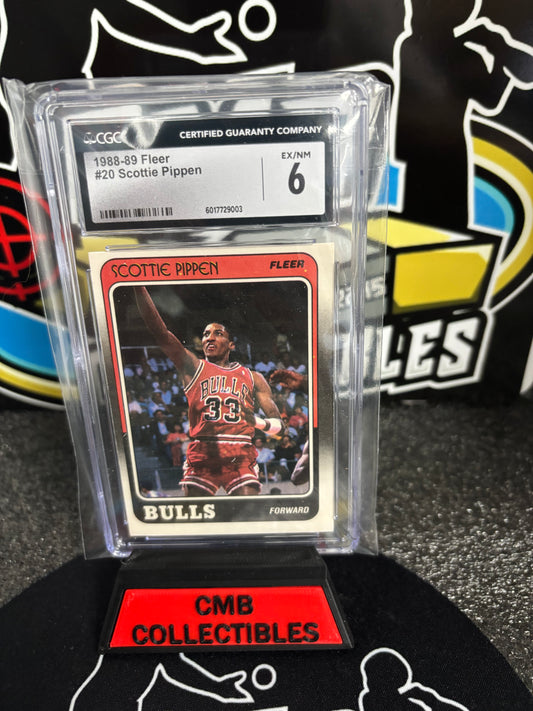 CGC
CERTIFIED GUARANTY COMPANY
1988-89 Fleer
#20 Scottie Pippen
EX/NM
6
6017729003
SCOTTIE PIPPEN
FLEER
BULLS
33
BULLS
FORWARD
CMB
COLLECTIBLES